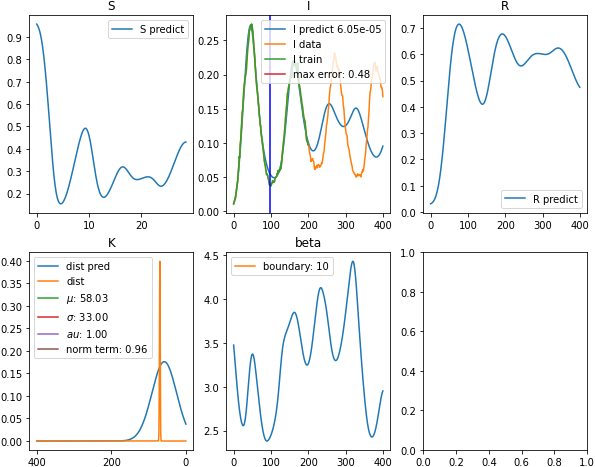 S
I
R
S predict
I predict 6.05e-05
I data
I train
max error: 0.48
R predict
0.9
0.8
0.7
0.6
0.5
0.4
0.3
0.2
0 10 20
0.25
0.20
0.15
0.10
0.05
0.00
0 100 200 300 400
0.7
0.6
0.5
0.4
0.3
0.2
0.1
0.0
0 200 400
K
beta
dist pred
dist
μ: 58.03
σ: 33.00
au: 1.00
norm term: 0.96
boundary: 10
0.40
0.35
0.30
0.25
0.20
0.15
0.10
0.05
0.00
400 200 0
4.5
4.0
3.5
3.0
2.5
0 100 200 300 400
1.0
0.8
0.6
0.4
0.2
0.0
0.0 0.2 0.4 0.6 0.8 1.0